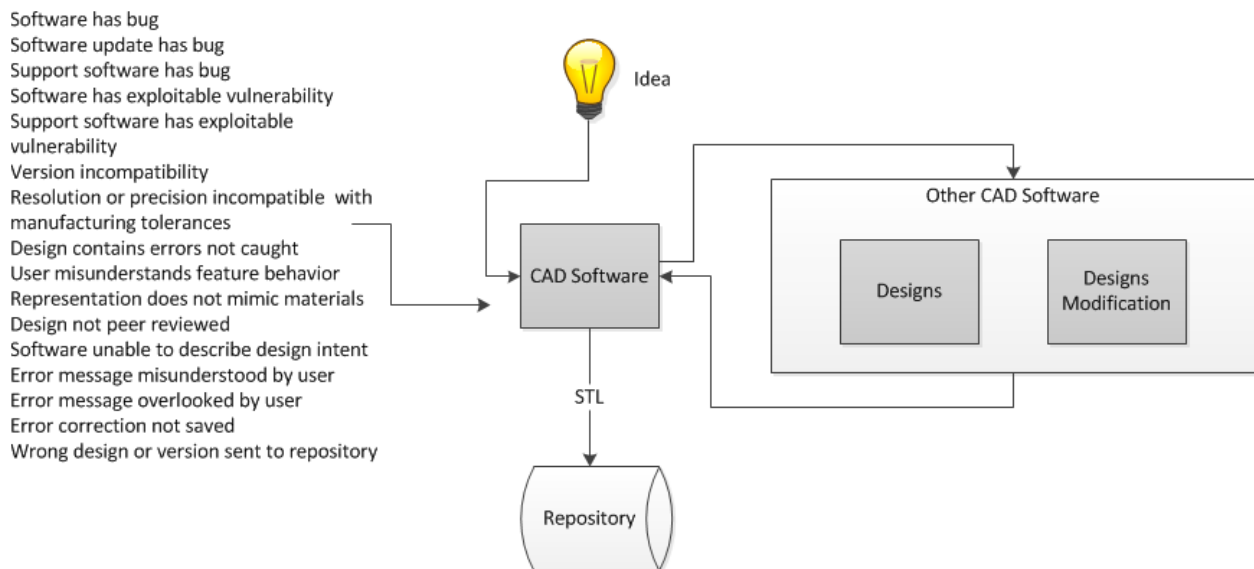 Software has bug
Software update has bug
Support software has bug
Software has exploitable vulnerability
Support software has exploitable
vulnerability
Version incompatibility
Resolution or precision incompatible with
manufacturing tolerances
Design contains errors not caught
User misunderstands feature behavior
Representation does not mimic materials
Design not peer reviewed
Software unable to describe design intent
Error message misunderstood by user
Error message overlooked by user
Error correction not saved
Wrong design or version sent to repository
Idea
CAD Software
STL
Repository
Other CAD Software
Designs
Designs
Modification